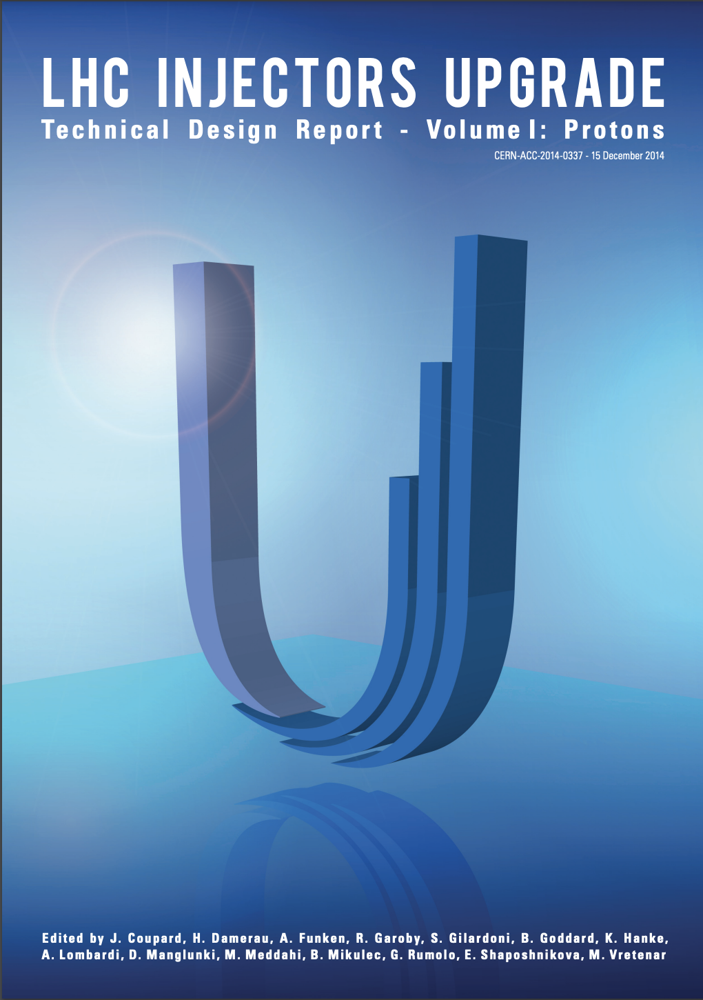 LHC INJECTORS UPGRADE
Technical Design Report - Volume I: Protons
CERN-ACC-2014-0337 - 15 December 2014
Edited by J. Coupard, H. Damerau, A. Funken, R. Garoby, S. Gilardoni, B. Goddard, K. Hanke,
A. Lombardi, D. Manglunki, M. Meddahi, B. Mikulec, G. Rumolo, E. Shaposhnikova, M. Vretenar